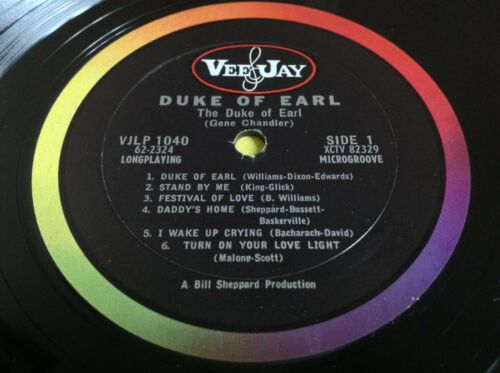 VEE JAY
DUKE OF EARL
The Duke of Earl
(Gene Chandler)
VJLP 1040
62-2324
LONGPLAYING
SIDE 1
XCTV 82329
MICROGROOVE
1. DUKE OF EARL (Williams-Dixon-Edwards)
2. STAND BY ME (King-Glick)
3. FESTIVAL OF LOVE (B. Williams)
4. DADDY'S HOME (Sheppard-Bassett-
Baskerville)
5. I WAKE UP CRYING (Bacharach-David)
6. TURN ON YOUR LOVE LIGHT
(Malone-Scott)
A Bill Sheppard Production